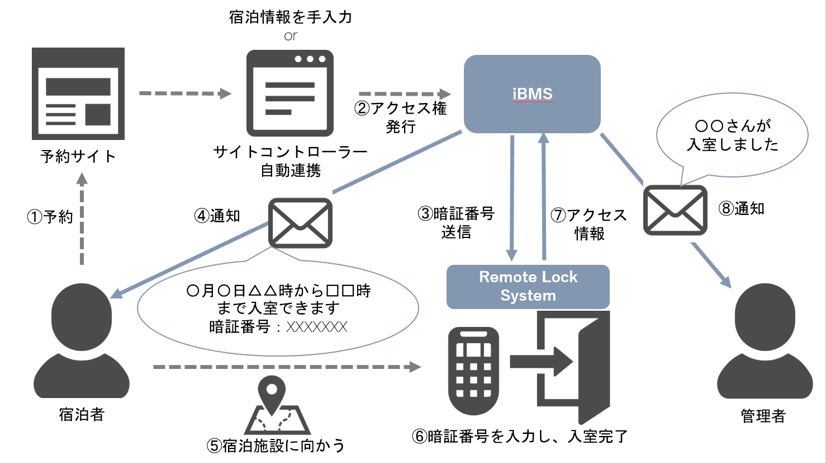 宿泊情報を手入力
or
iBMS
②アクセス権
発行
予約サイト
サイトコントローラー
自動連携
〇〇さんが
入室しました
①予約
④通知
③暗証番号
送信
⑦アクセス
情報
⑧通知
〇月〇日△△時から□□時
まで入室できます
暗証番号：XXXXXXX
Remote Lock
System
宿泊者
⑤宿泊施設に向かう
⑥暗証番号を入力し、入室完了
管理者